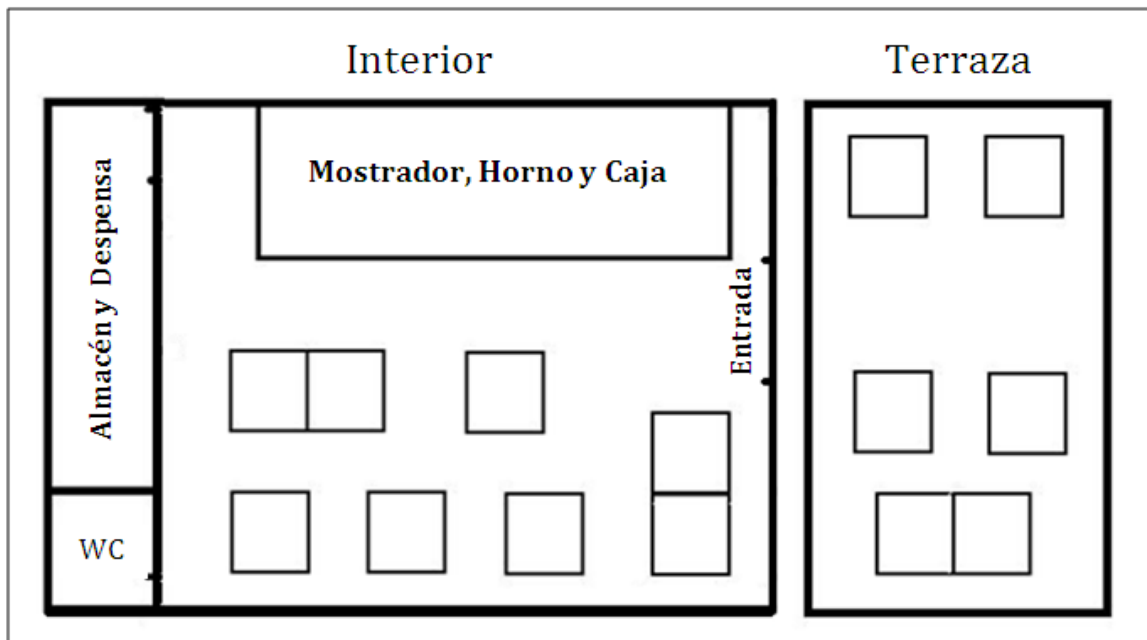 Interior
Terraza
Mostrador, Horno y Caja
Almacén y Despensa
Entrada
WC